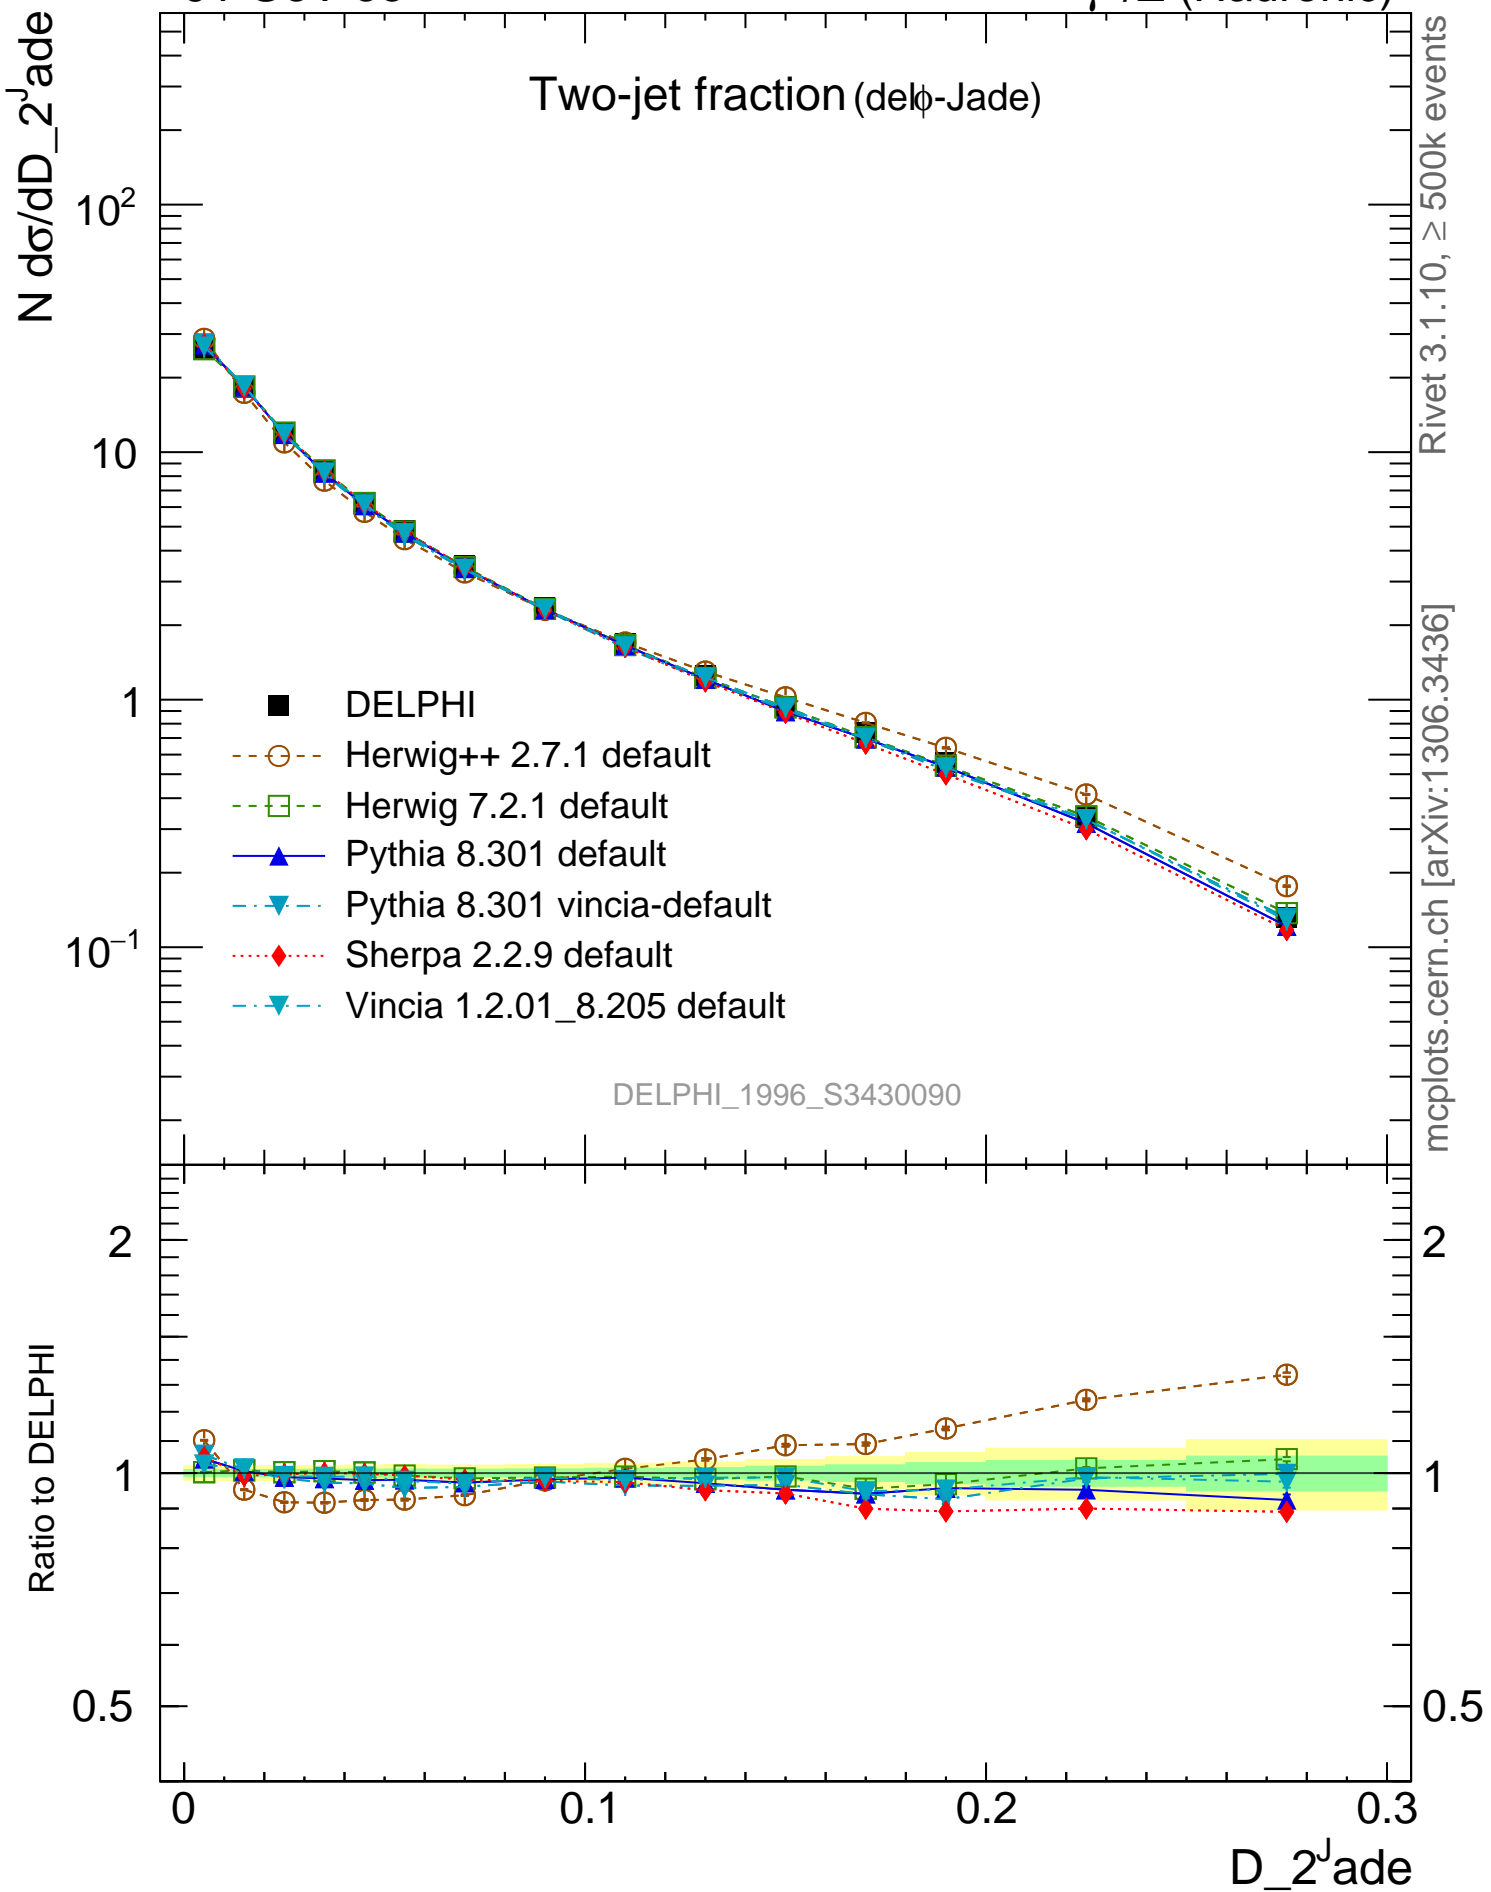 Two-jet fraction (delϕ-Jade)
N dσ/dD_2^Jade
10²
10
1
10⁻¹
DELPHI
Herwig++ 2.7.1 default
Herwig 7.2.1 default
Pythia 8.301 default
Pythia 8.301 vincia-default
Sherpa 2.2.9 default
Vincia 1.2.01_8.205 default
DELPHI_1996_S3430090
Rivet 3.1.10, ≥ 500k events
mcplots.cern.ch [arXiv:1306.3436]
Ratio to DELPHI
2
1
0.5
2
1
0.5
0
0.1
0.2
0.3
D_2^Jade